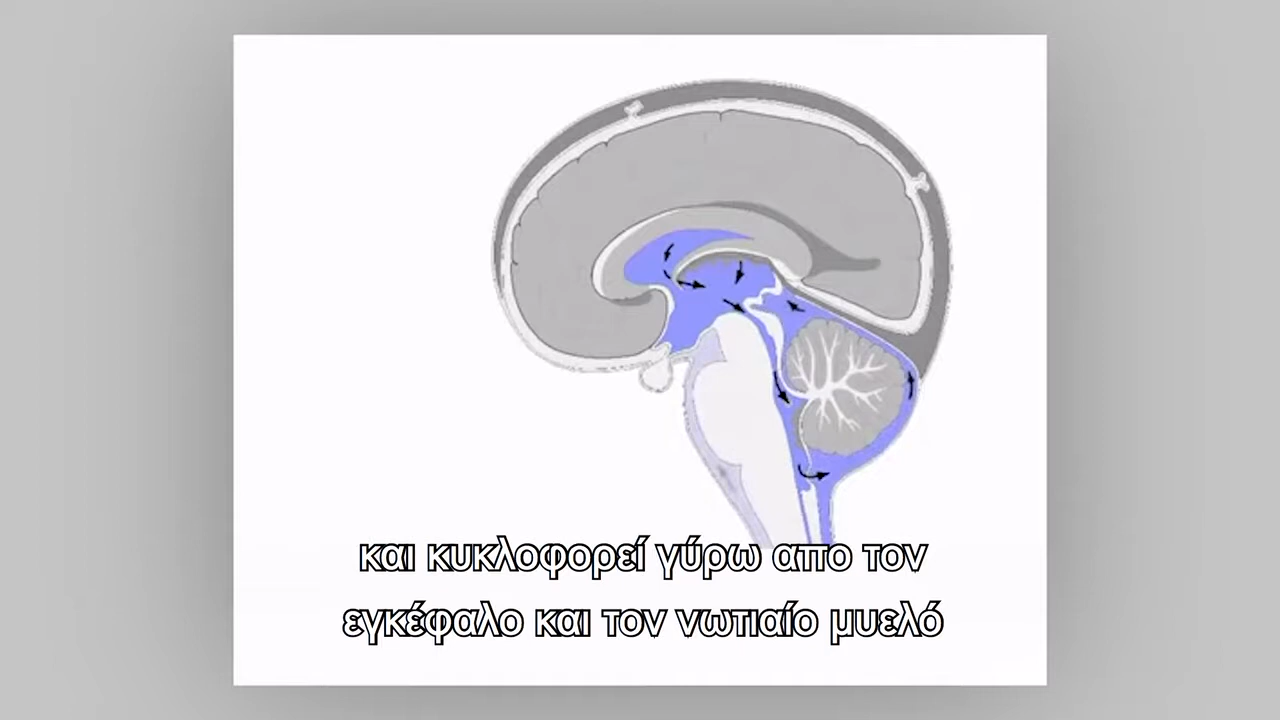 και κυκλοφορεί γύρω απο τον
εγκέφαλο και τον νωτιαίο μυελό